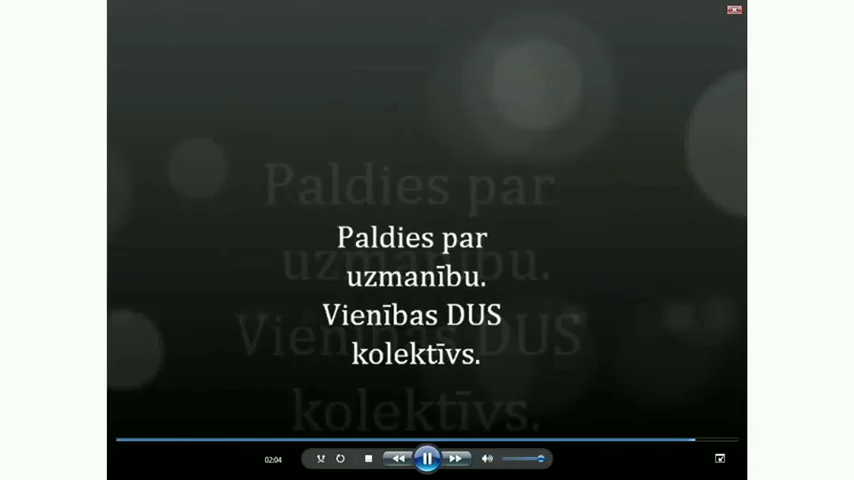 Paldies par
uzmanību.
Vienības DUS
kolektīvs.
02:04